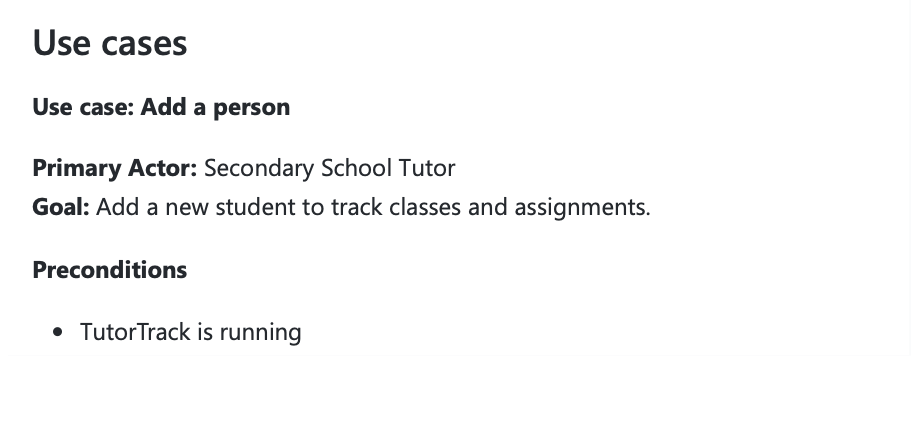 Use cases
Use case: Add a person
Primary Actor: Secondary School Tutor
Goal: Add a new student to track classes and assignments.
Preconditions
• TutorTrack is running